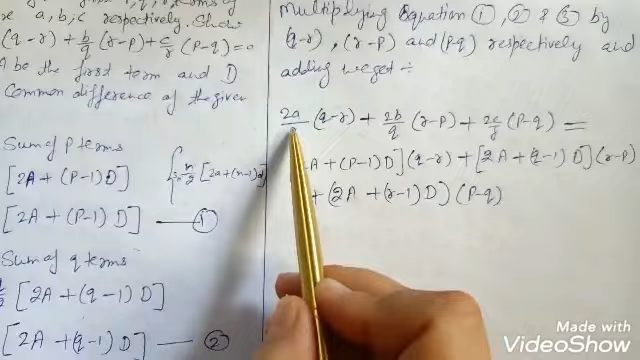 a, b, c respectively. Show
(q-r) + b/q (r-p) + c/r (p-q) = 0
A be the first term and D
Common difference of the given
Sum of p terms
[2A + (p-1) D]
Sn = n/2 [2a+(n-1)d]
[2A + (p-1) D] — ①
Sum of q terms
[2A + (q-1) D]
[2A + (q-1) D] — ②
Multiplying Equation ①, ② & ③ by
(q-r), (r-p) and (p-q) respectively and
adding we get ÷
2a (q-r) + 2b/q (r-p) + 2c/r (p-q) =
A + (p-1) D] (q-r) + [2A + (q-1) D] (r-p)
+ (2A + (r-1) D) (p-q)
Made with
VideoShow